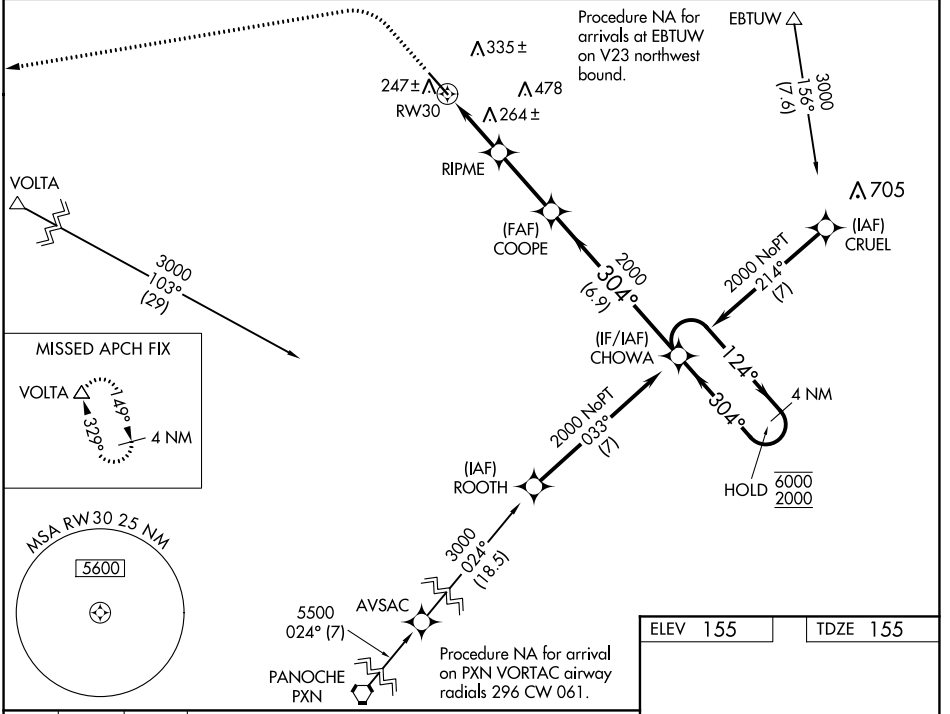 Procedure NA for
arrivals at EBTUW
on V23 northwest
bound.
EBTUW
3000
156°
(7.6)
335±
247±
478
264±
RW30
RIPME
705
(IAF)
CRUEL
VOLTA
(FAF)
COOPE
2000 NoPT
214°
(7)
3000
103°
(29)
2000
304°
(6.9)
(IF/IAF)
CHOWA
124°
304°
4 NM
HOLD
6000
2000
MISSED APCH FIX
VOLTA
149°
329°
4 NM
2000 NoPT
033°
(7)
(IAF)
ROOTH
MSA RW30 25 NM
5600
3000
024°
(18.5)
AVSAC
5500
024° (7)
PANOCHE
PXN
Procedure NA for arrival
on PXN VORTAC airway
radials 296 CW 061.
ELEV 155
TDZE 155